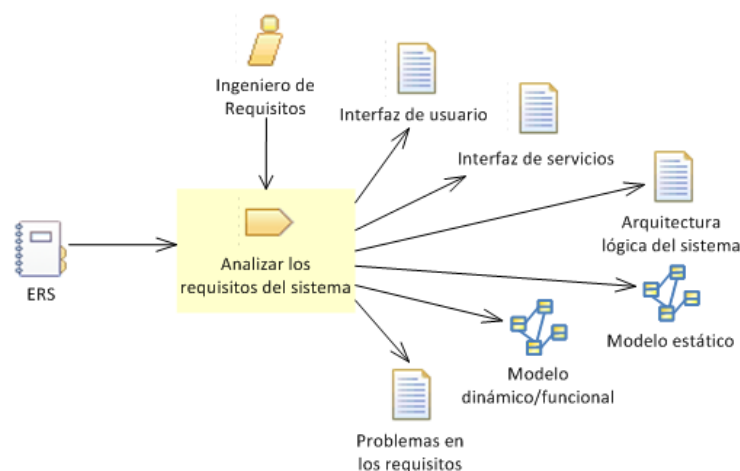 Ingeniero de
Requisitos
Interfaz de usuario
Interfaz de servicios
Arquitectura
lógica del sistema
ERS
Analizar los
requisitos del sistema
Modelo estático
Modelo
dinámico/funcional
Problemas en
los requisitos